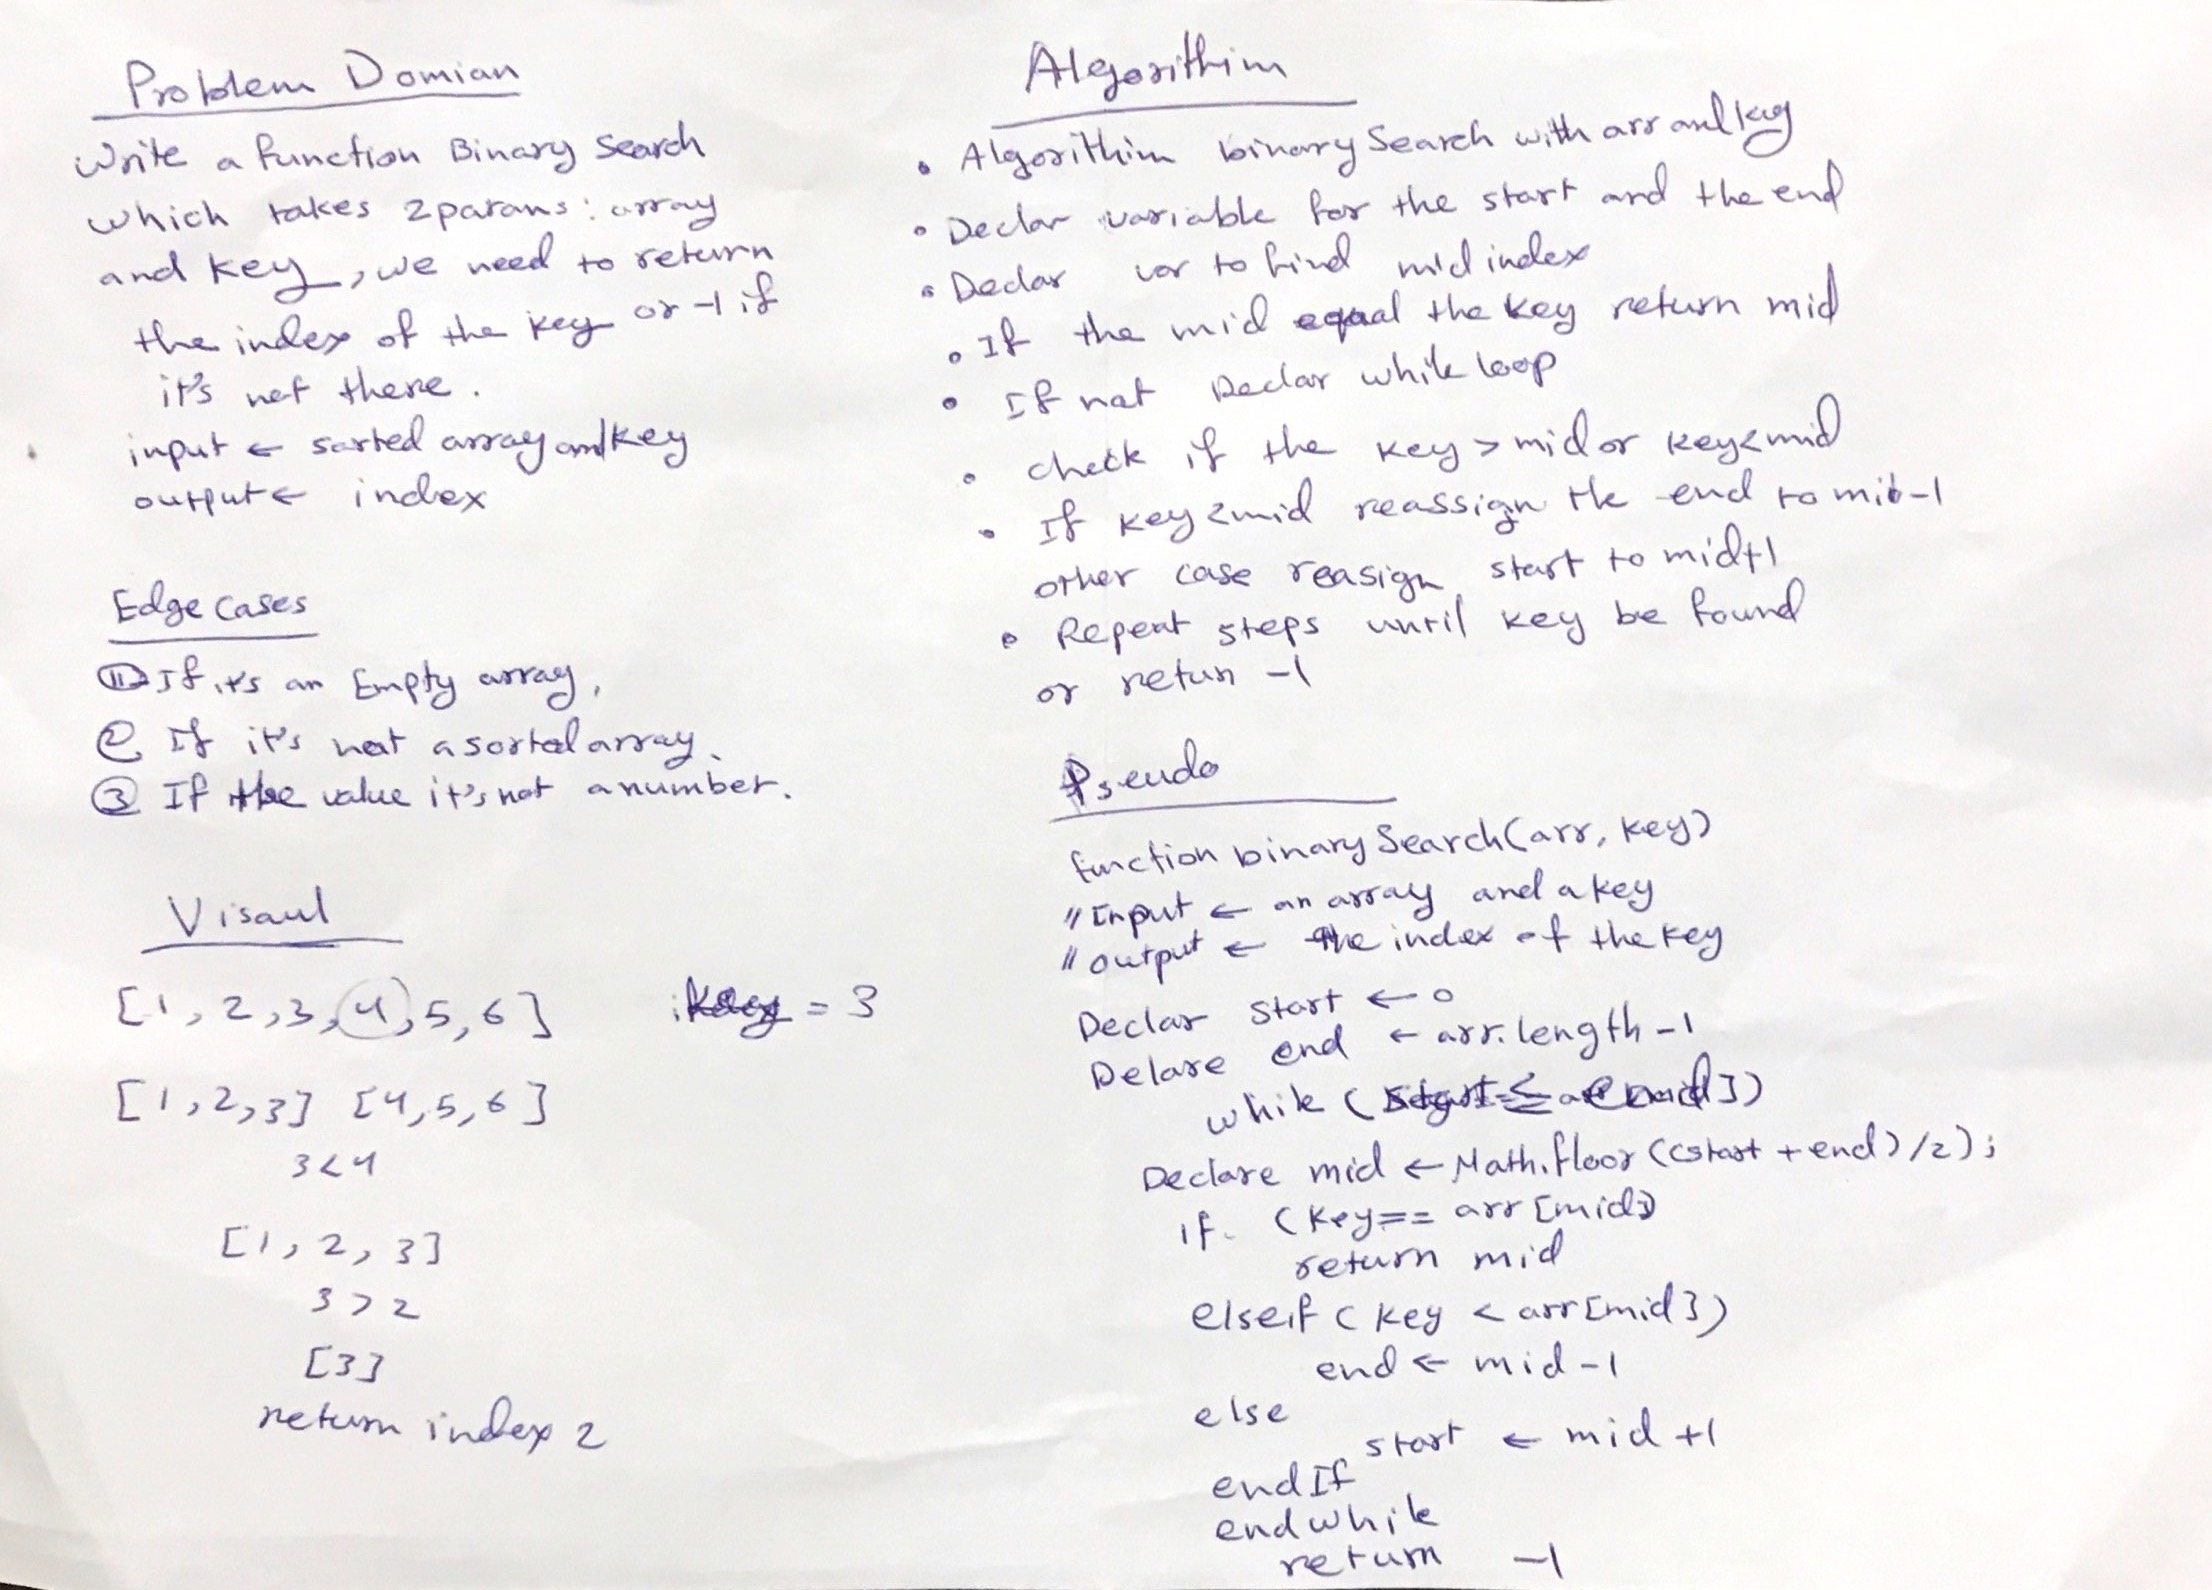 Problem Domian
Write a function Binary Search
which takes 2 params: array
and key, we need to return
the index of the key or -1 if
it's not there.
input ← sorted array and key
output ← index
Edge cases
① If it's an Empty array,
② If it's not a sorted array.
③ If the value it's not a number.
Visaul
[1, 2, 3, 4, 5, 6] key = 3
[1, 2, 3] [4, 5, 6]
3 < 4
[1, 2, 3]
3 > 2
[3]
return index 2
Algorithim
• Algorithim binary Search with arr and key
• Declar variable for the start and the end
• Declar var to find mid index
• If the mid equal the key return mid
• If not Declar while loop
• check if the key > mid or key < mid
• If key < mid reassign the end to mid-1
other case reasign start to mid+1
• Repeat steps until key be found
or retun -1
Pseudo
function binary Search(arr, key)
// Input ← an array and a key
// output ← the index of the key
Declar start ← 0
Delare end ← arr.length -1
while ( start <= end )
Declare mid ← Math.floor((start + end) /2);
if (key == arr [mid])
return mid
elseif ( key < arr[mid])
end ← mid -1
else
start ← mid +1
endIf
endwhile
return -1